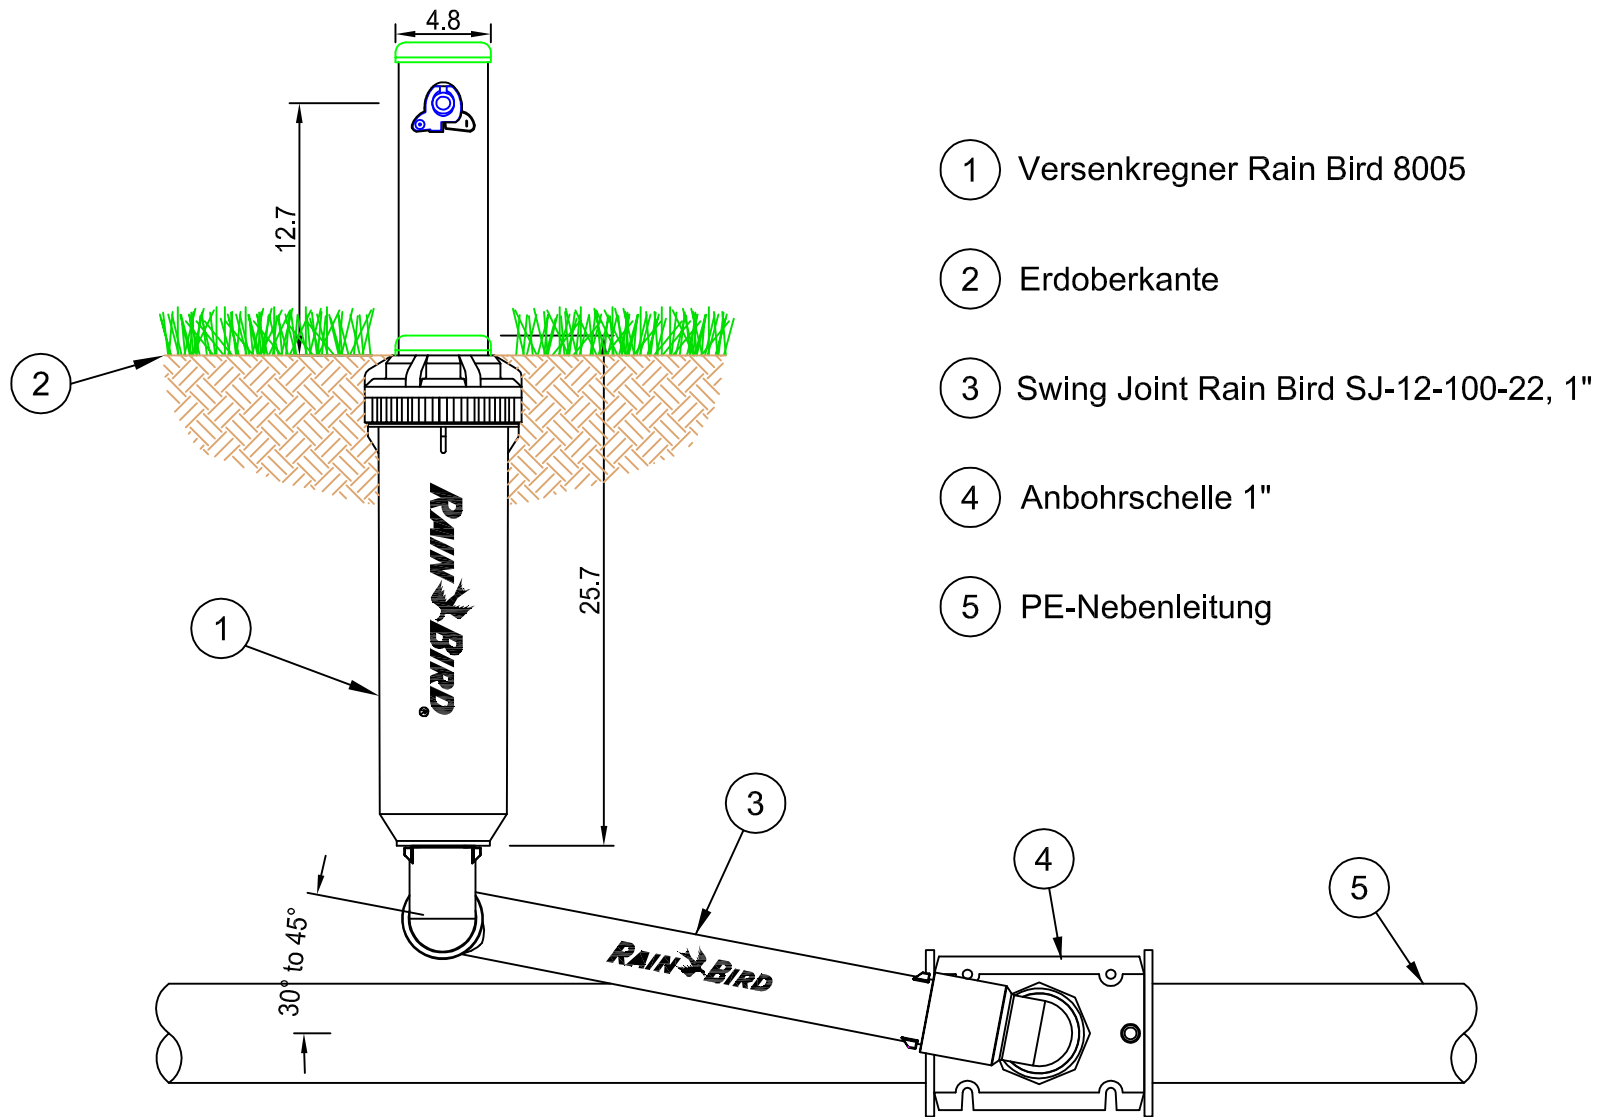 4.8
12.7
25.7
30° to 45°
RAIN BIRD®
RAIN BIRD
1
2
3
4
5
1 Versenkregner Rain Bird 8005
2 Erdoberkante
3 Swing Joint Rain Bird SJ-12-100-22, 1"
4 Anbohrschelle 1"
5 PE-Nebenleitung